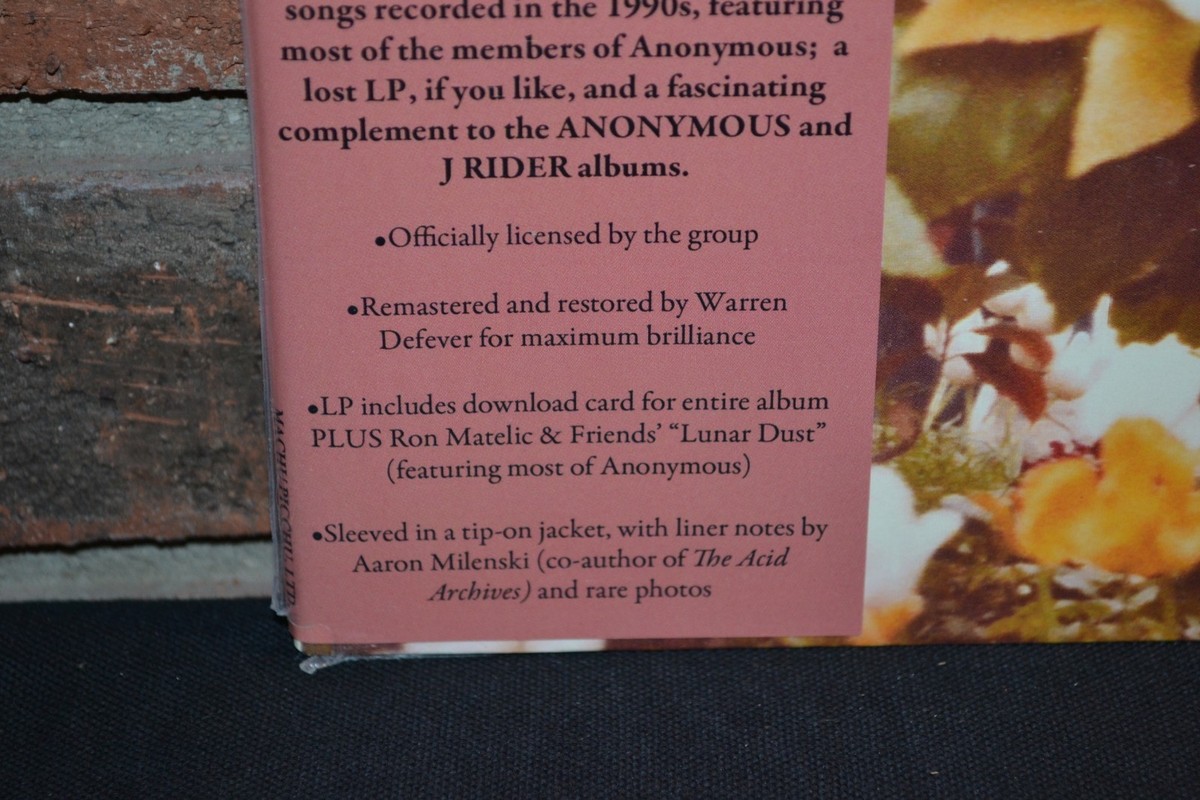 songs recorded in the 1990s, featuring
most of the members of Anonymous; a
lost LP, if you like, and a fascinating
complement to the ANONYMOUS and
J RIDER albums.
•Officially licensed by the group
•Remastered and restored by Warren
Defever for maximum brilliance
•LP includes download card for entire album
PLUS Ron Matelic & Friends’ “Lunar Dust”
(featuring most of Anonymous)
•Sleeved in a tip-on jacket, with liner notes by
Aaron Milenski (co-author of The Acid
Archives) and rare photos